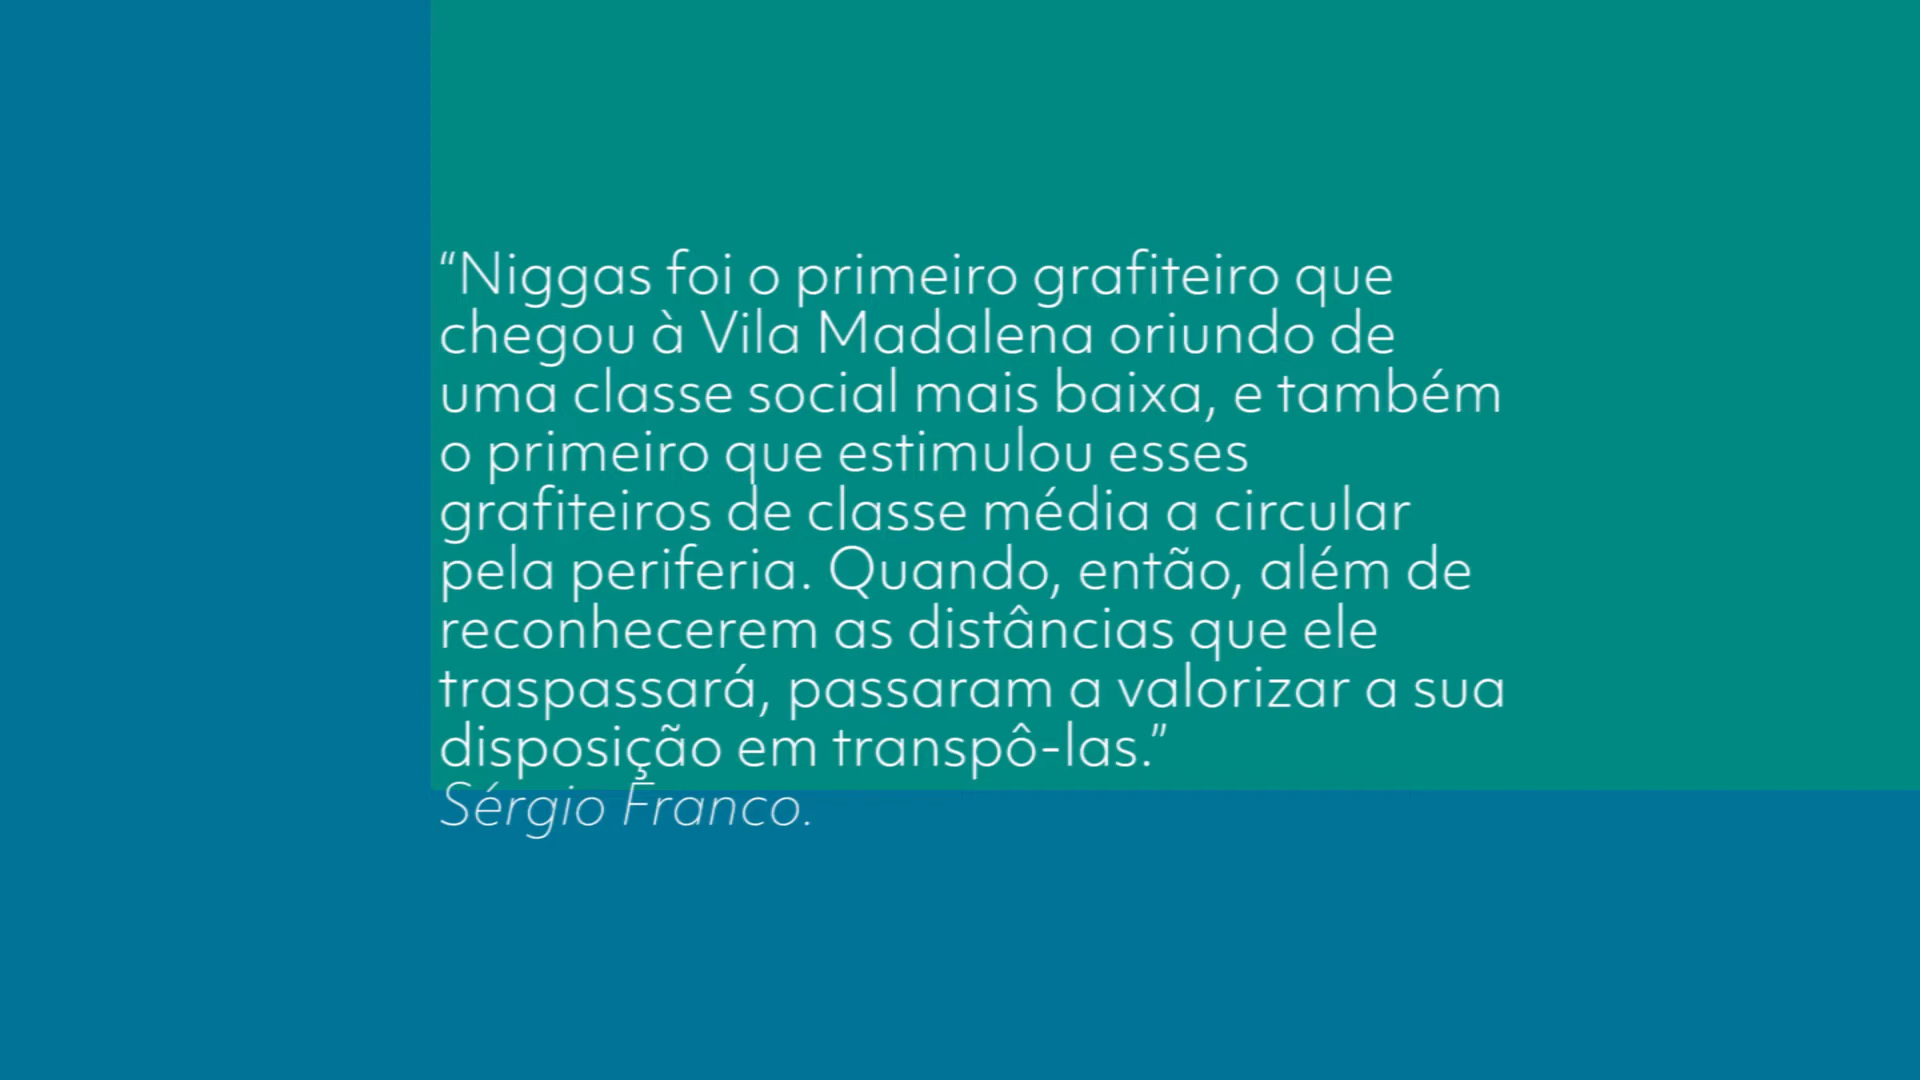 “Niggas foi o primeiro grafiteiro que
chegou à Vila Madalena oriundo de
uma classe social mais baixa, e também
o primeiro que estimulou esses
grafiteiros de classe média a circular
pela periferia. Quando, então, além de
reconhecerem as distâncias que ele
traspassará, passaram a valorizar a sua
disposição em transpô-las.”
Sérgio Franco.